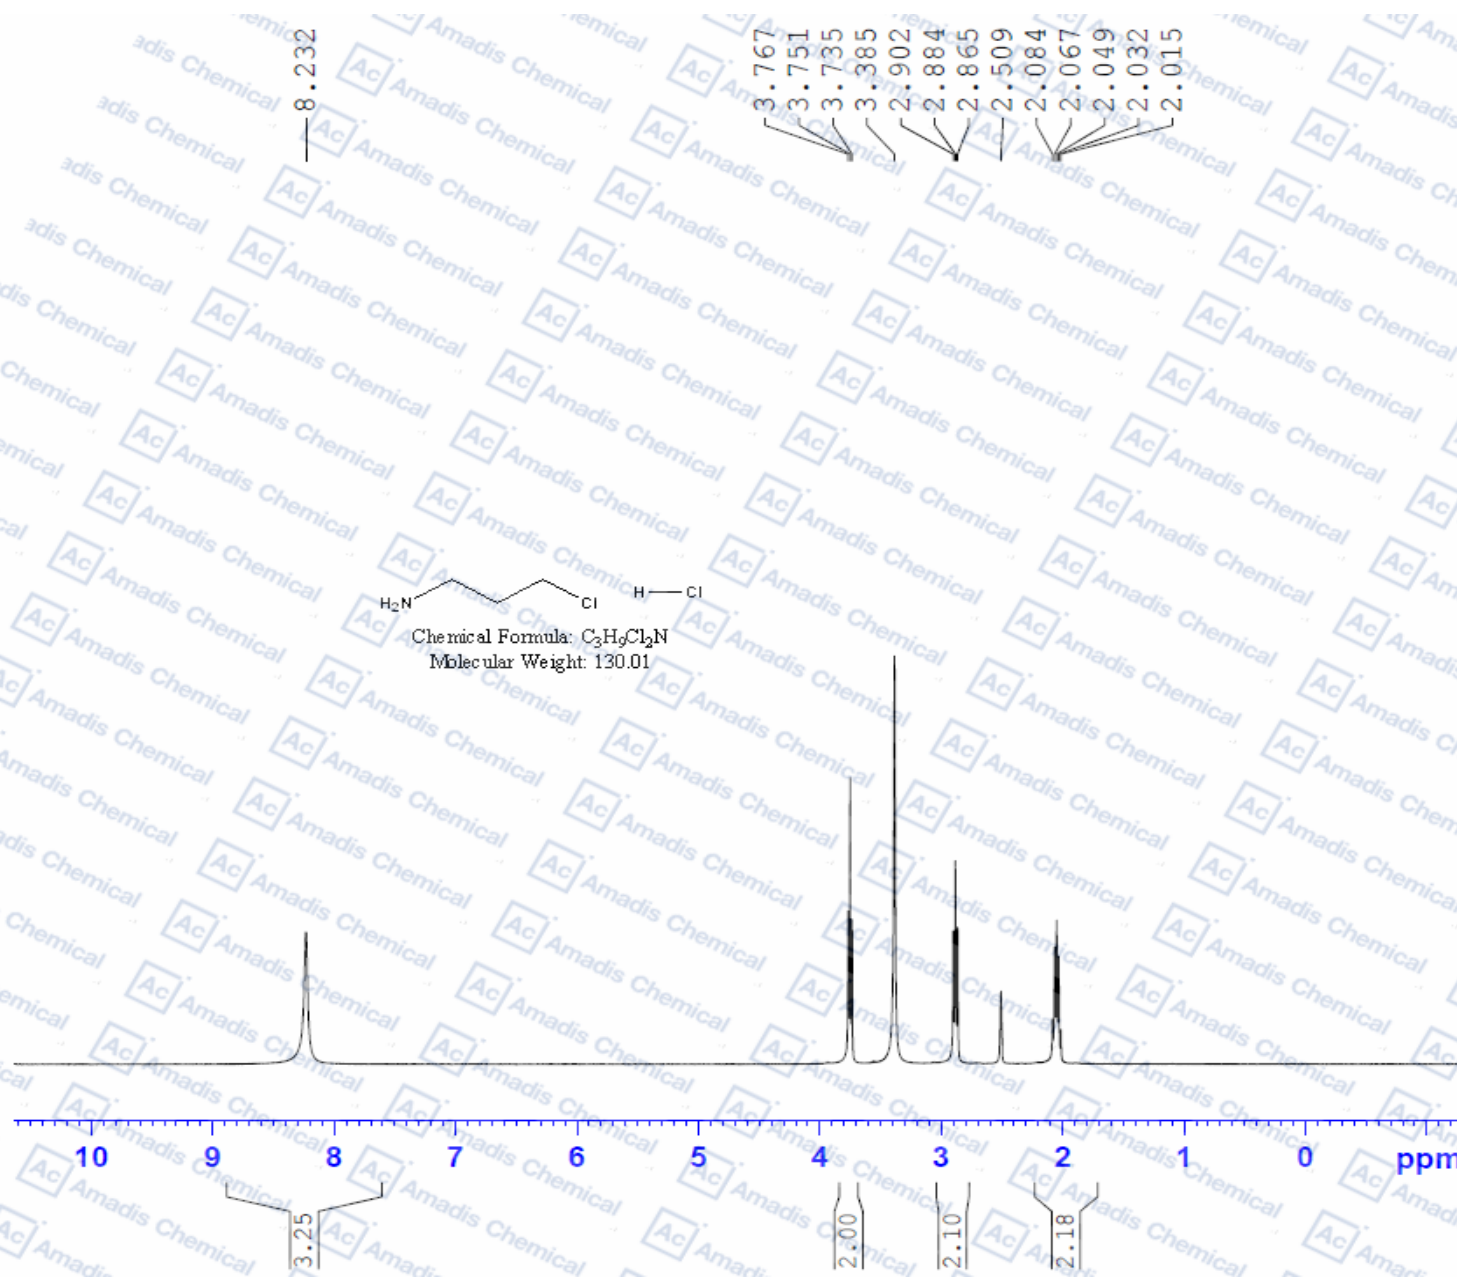 8.232
3.767
3.751
3.735
3.385
2.902
2.884
2.865
2.509
2.084
2.067
2.049
2.032
2.015
H₂N Cl H Cl
Chemical Formula: C₃H₉Cl₂N
Molecular Weight: 130.01
10 9 8 7 6 5 4 3 2 1 0 ppm
3.25 2.00 2.10 2.18
Ac Amadis Chemical